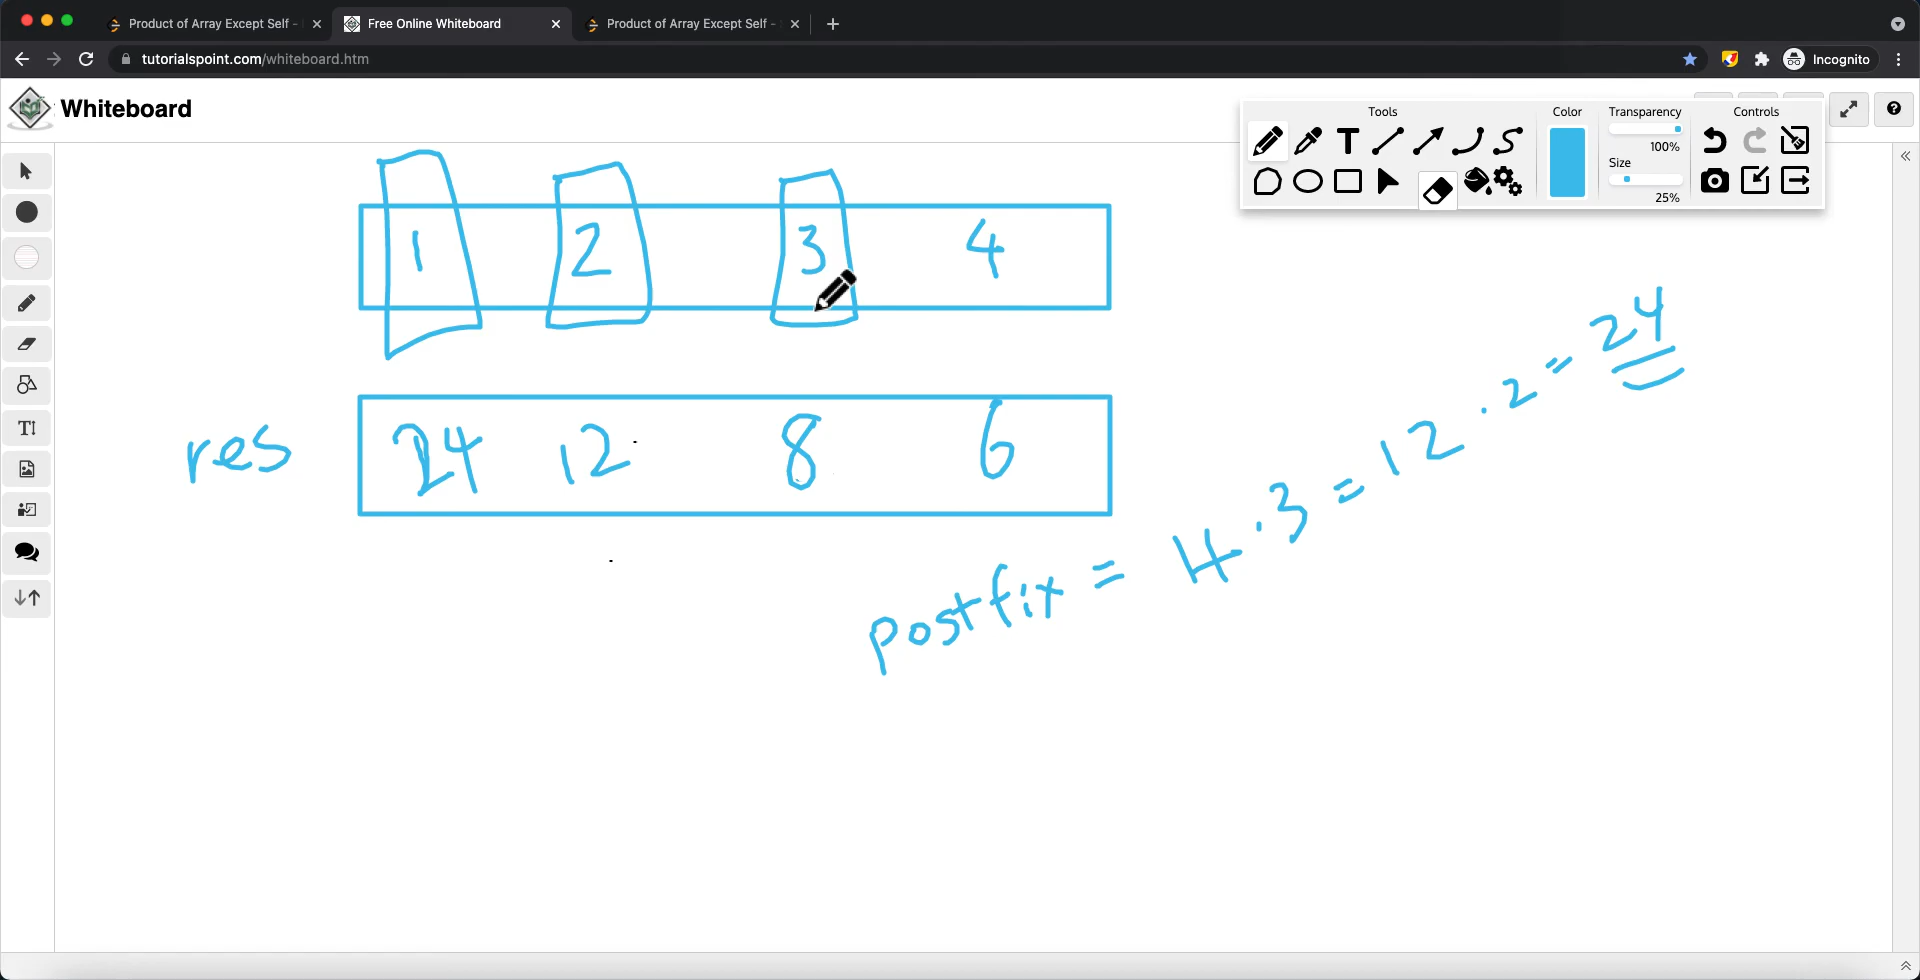 Product of Array Except Self -
Free Online Whiteboard
Product of Array Except Self -
tutorialspoint.com/whiteboard.htm
Incognito
Whiteboard
Tools
Color
Transparency
Controls
100%
Size
25%
1 2 3 4
res 24 12 8 6
postfix = 4 · 3 = 12 · 2 = 24